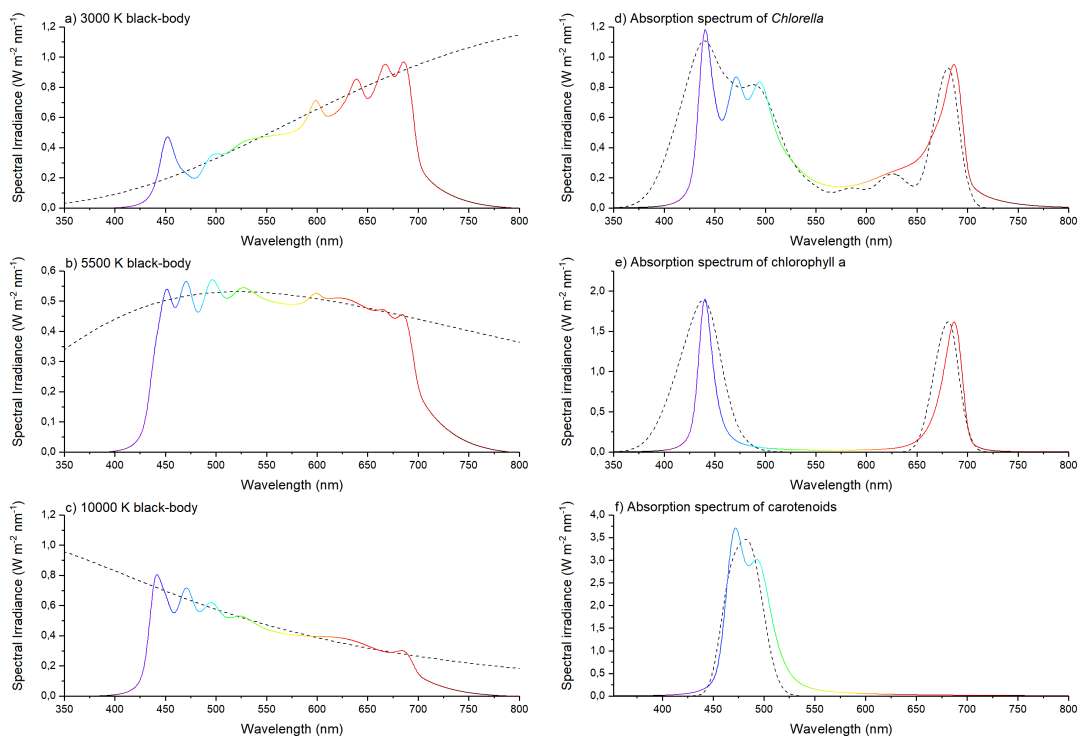 a) 3000 K black-body
Spectral irradiance (W m⁻² nm⁻¹)
1,2
1,0
0,8
0,6
0,4
0,2
0,0
350 400 450 500 550 600 650 700 750 800
Wavelength (nm)
b) 5500 K black-body
Spectral irradiance (W m⁻² nm⁻¹)
0,6
0,5
0,4
0,3
0,2
0,1
0,0
350 400 450 500 550 600 650 700 750 800
Wavelength (nm)
c) 10000 K black-body
Spectral irradiance (W m⁻² nm⁻¹)
1,2
1,0
0,8
0,6
0,4
0,2
0,0
350 400 450 500 550 600 650 700 750 800
Wavelength (nm)
d) Absorption spectrum of Chlorella
Spectral irradiance (W m⁻² nm⁻¹)
1,2
1,0
0,8
0,6
0,4
0,2
0,0
350 400 450 500 550 600 650 700 750 800
Wavelength (nm)
e) Absorption spectrum of chlorophyll a
Spectral Irradiance (W m⁻² nm⁻¹)
2,0
1,5
1,0
0,5
0,0
350 400 450 500 550 600 650 700 750 800
Wavelength (nm)
f) Absorption spectrum of carotenoids
Spectral irradiance (W m⁻² nm⁻¹)
4,0
3,5
3,0
2,5
2,0
1,5
1,0
0,5
0,0
350 400 450 500 550 600 650 700 750 800
Wavelength (nm)